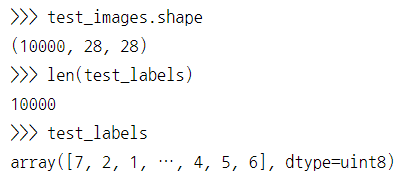 >>> test_images.shape
(10000, 28, 28)
>>> len(test_labels)
10000
>>> test_labels
array([7, 2, 1, ⋯, 4, 5, 6], dtype=uint8)